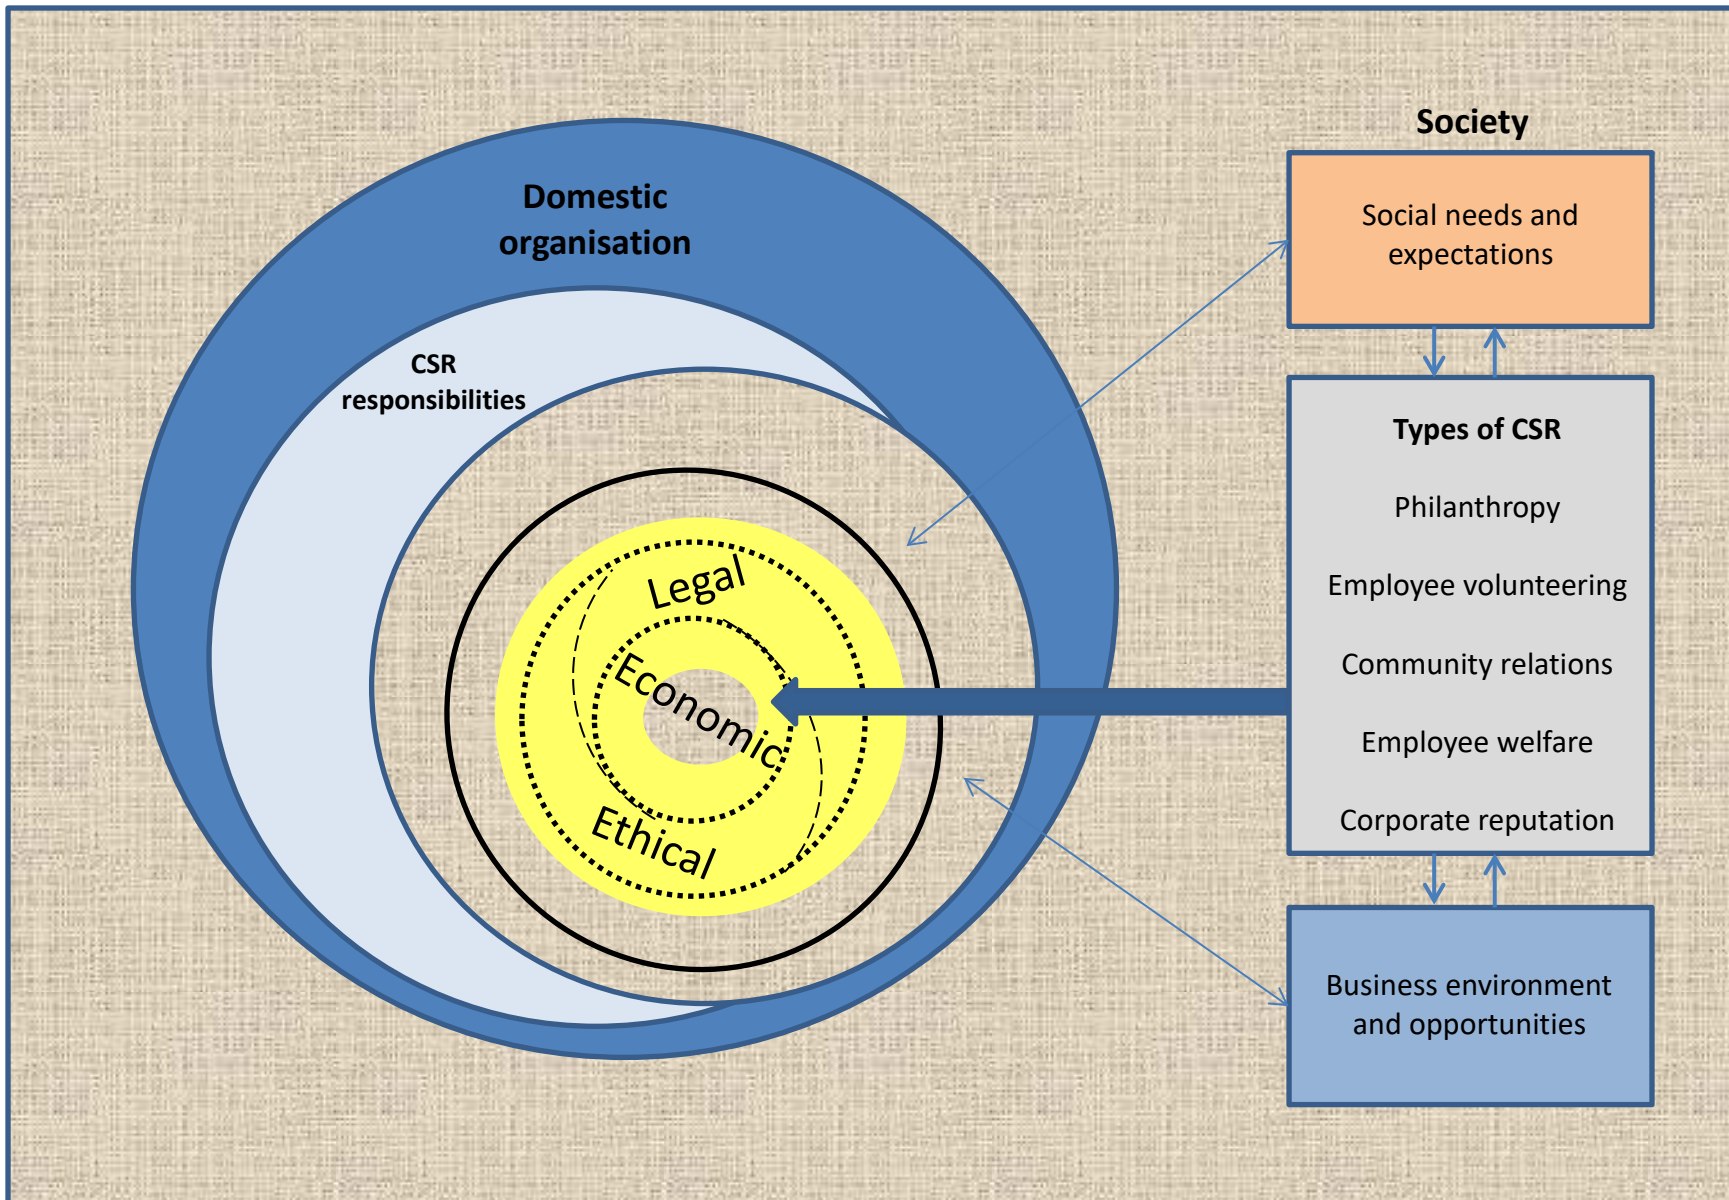 Domestic
organisation
CSR
responsibilities
Legal
Economic
Ethical
Society
Social needs and
expectations
Types of CSR
Philanthropy
Employee volunteering
Community relations
Employee welfare
Corporate reputation
Business environment
and opportunities